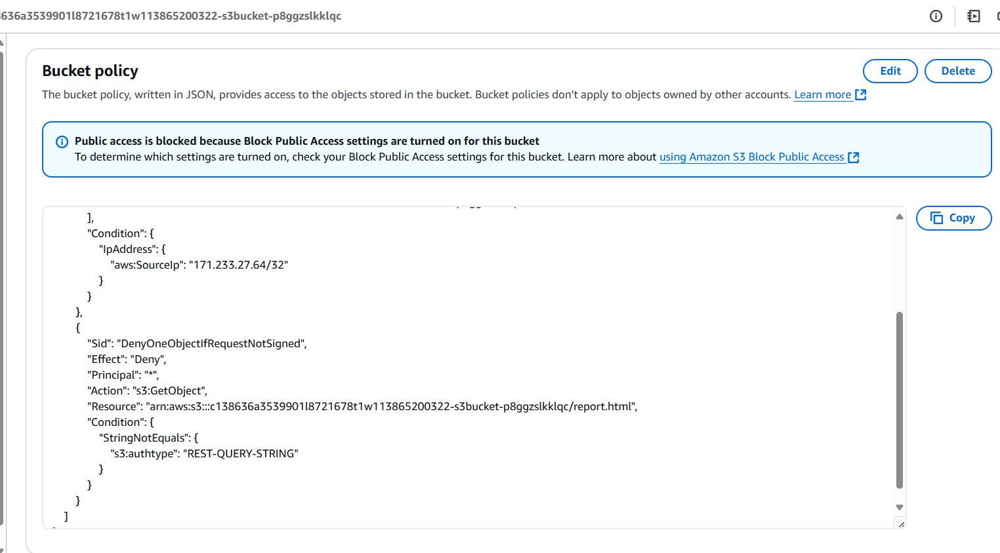 636a3539901l8721678t1w113865200322-s3bucket-p8ggzslkklqc
Bucket policy
Edit
Delete
The bucket policy, written in JSON, provides access to the objects stored in the bucket. Bucket policies don't apply to objects owned by other accounts. Learn more
Public access is blocked because Block Public Access settings are turned on for this bucket
To determine which settings are turned on, check your Block Public Access settings for this bucket. Learn more about using Amazon S3 Block Public Access
Copy
],
"Condition": {
"IpAddress": {
"aws:SourceIp": "171.233.27.64/32"
}
}
},
{
"Sid": "DenyOneObjectIfRequestNotSigned",
"Effect": "Deny",
"Principal": "*",
"Action": "s3:GetObject",
"Resource": "arn:aws:s3:::c138636a3539901l8721678t1w113865200322-s3bucket-p8ggzslkklqc/report.html",
"Condition": {
"StringNotEquals": {
"s3:authtype": "REST-QUERY-STRING"
}
}
}
]